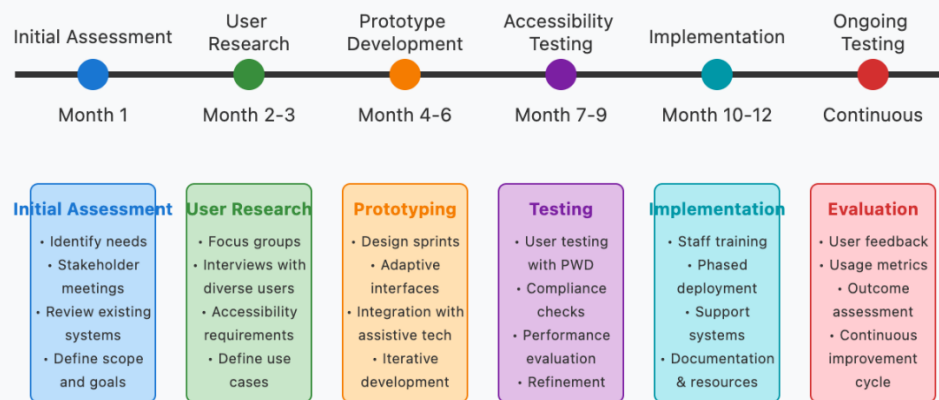 Initial Assessment
User
Research
Prototype
Development
Accessibility
Testing
Implementation
Ongoing
Testing
Month 1
Month 2-3
Month 4-6
Month 7-9
Month 10-12
Continuous
Initial Assessment
• Identify needs
• Stakeholder
meetings
• Review existing
systems
• Define scope
and goals
User Research
• Focus groups
• Interviews with
diverse users
• Accessibility
requirements
• Define use
cases
Prototyping
• Design sprints
• Adaptive
interfaces
• Integration with
assistive tech
• Iterative
development
Testing
• User testing
with PWD
• Compliance
checks
• Performance
evaluation
• Refinement
Implementation
• Staff training
• Phased
deployment
• Support
systems
• Documentation
& resources
Evaluation
• User feedback
• Usage metrics
• Outcome
assessment
• Continuous
improvement
cycle